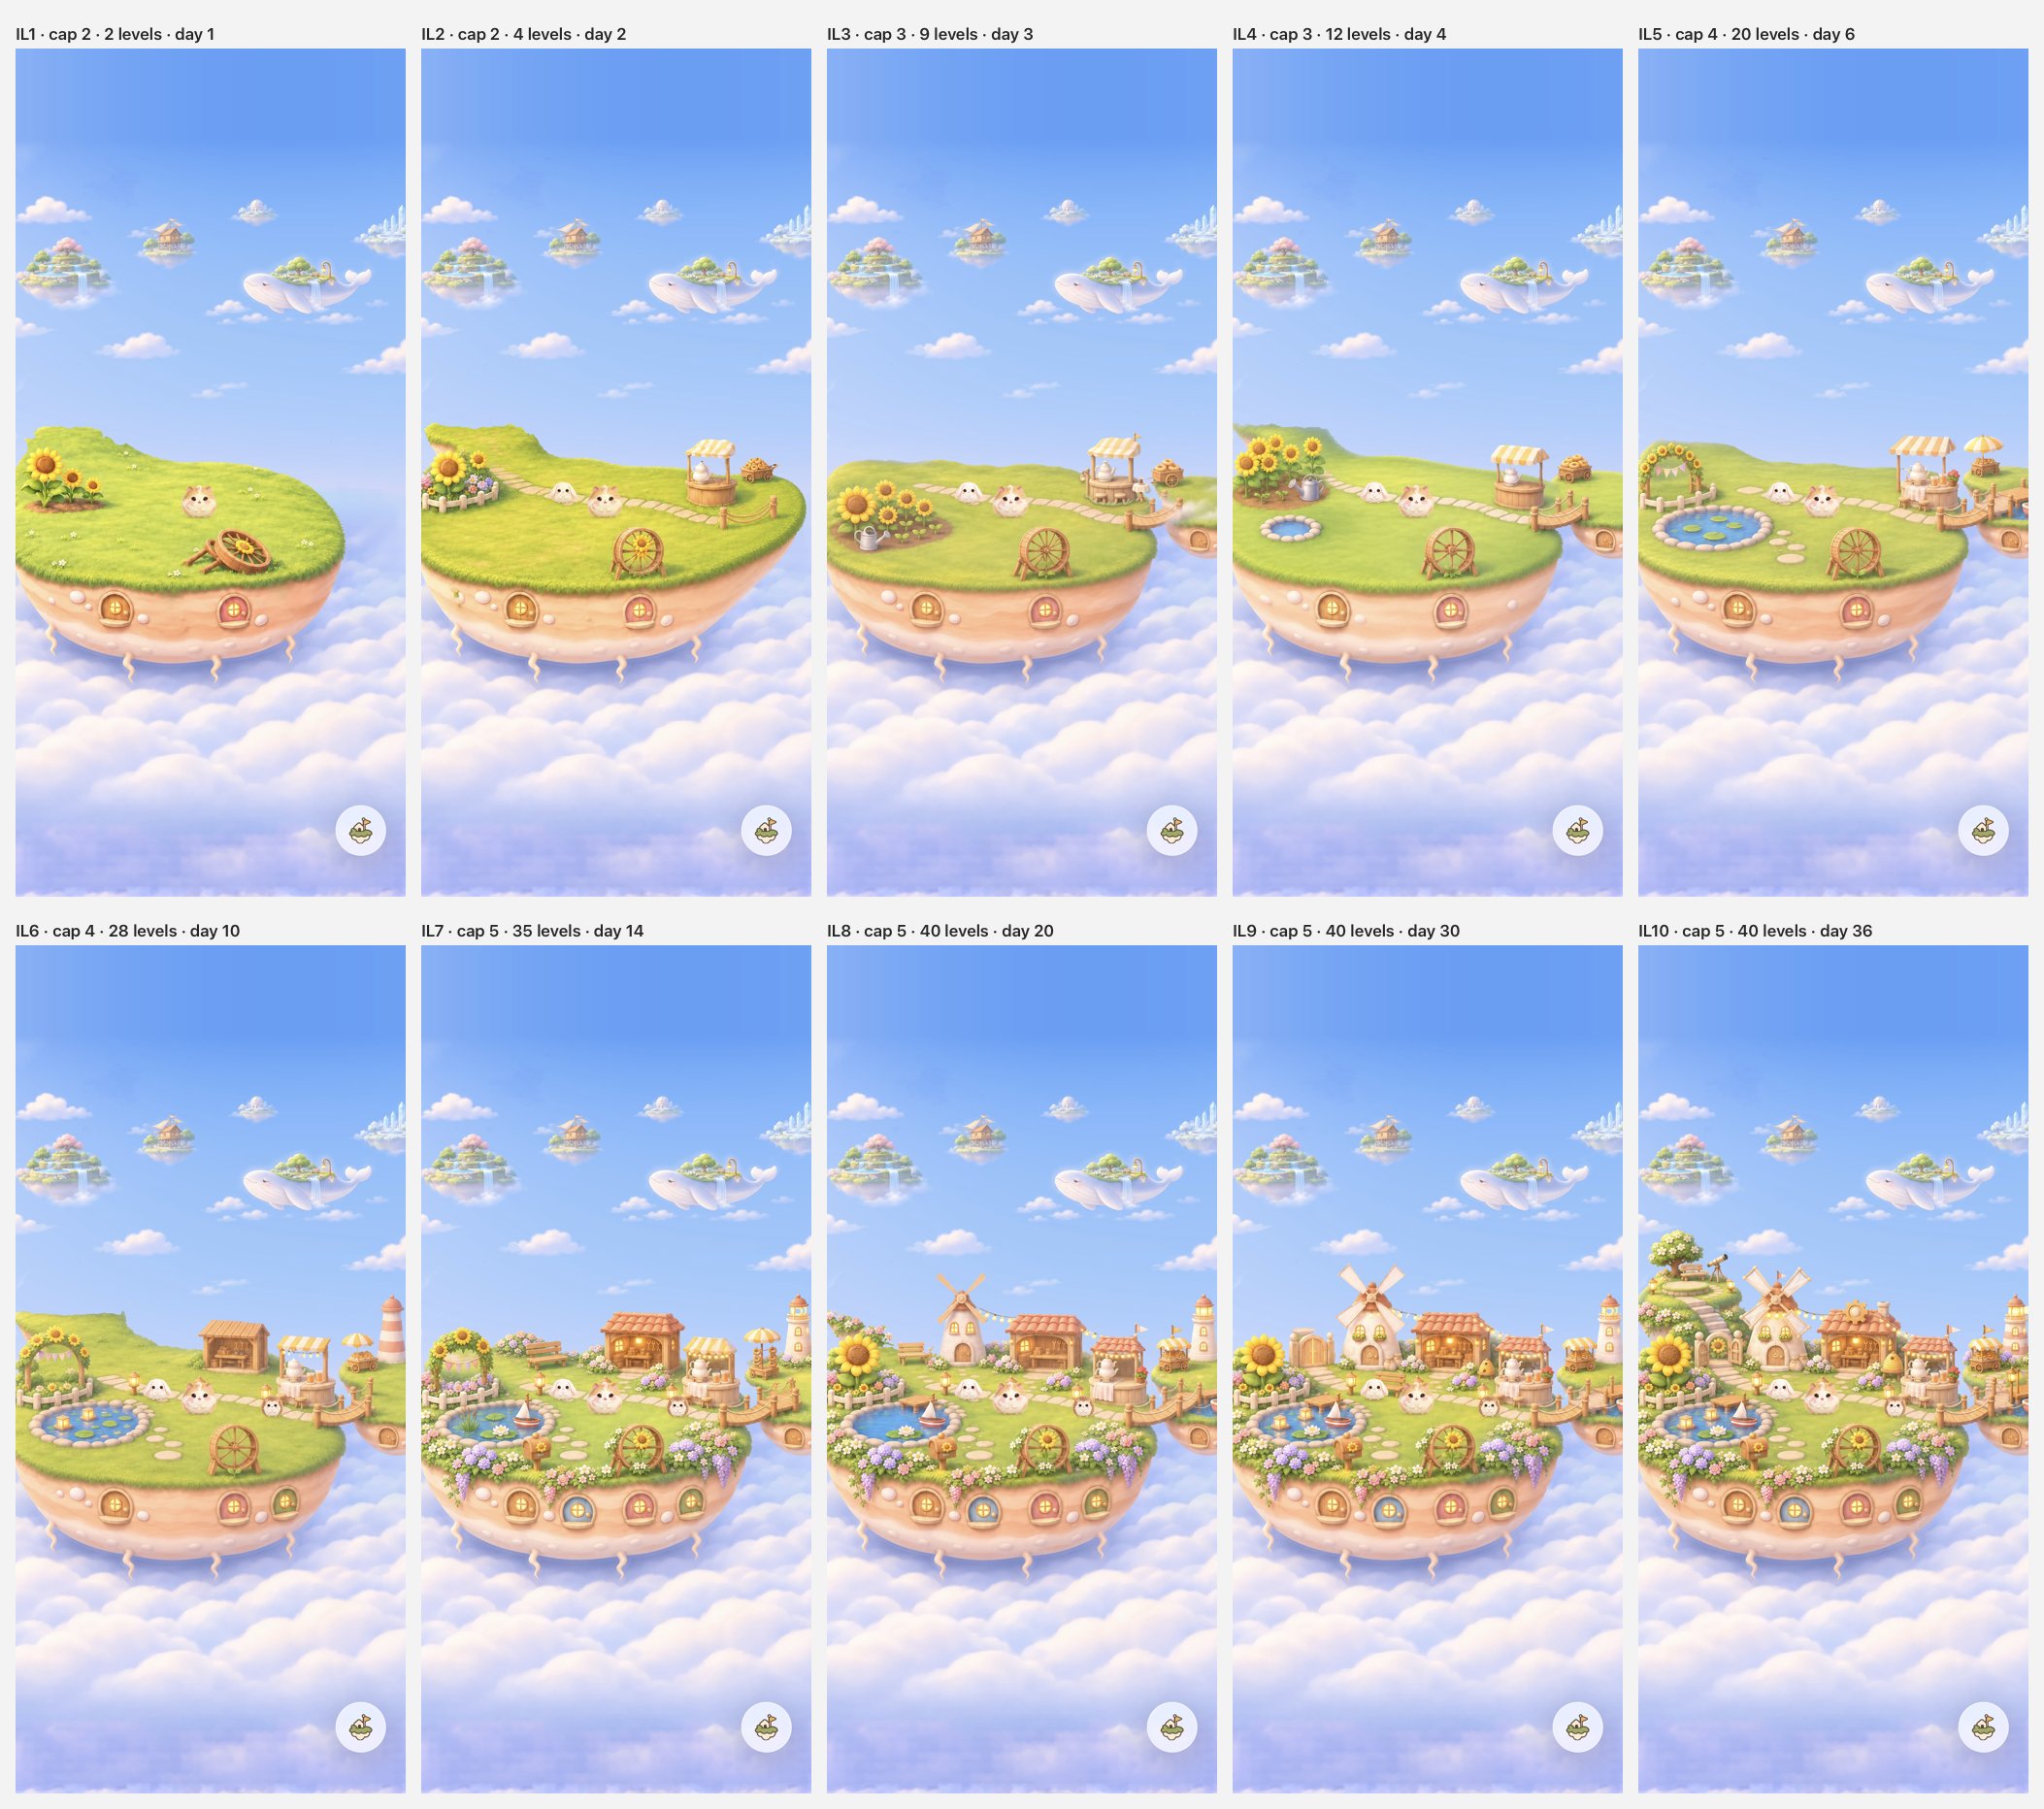 IL1 · cap 2 · 2 levels · day 1
IL2 · cap 2 · 4 levels · day 2
IL3 · cap 3 · 9 levels · day 3
IL4 · cap 3 · 12 levels · day 4
IL5 · cap 4 · 20 levels · day 6
IL6 · cap 4 · 28 levels · day 10
IL7 · cap 5 · 35 levels · day 14
IL8 · cap 5 · 40 levels · day 20
IL9 · cap 5 · 40 levels · day 30
IL10 · cap 5 · 40 levels · day 36